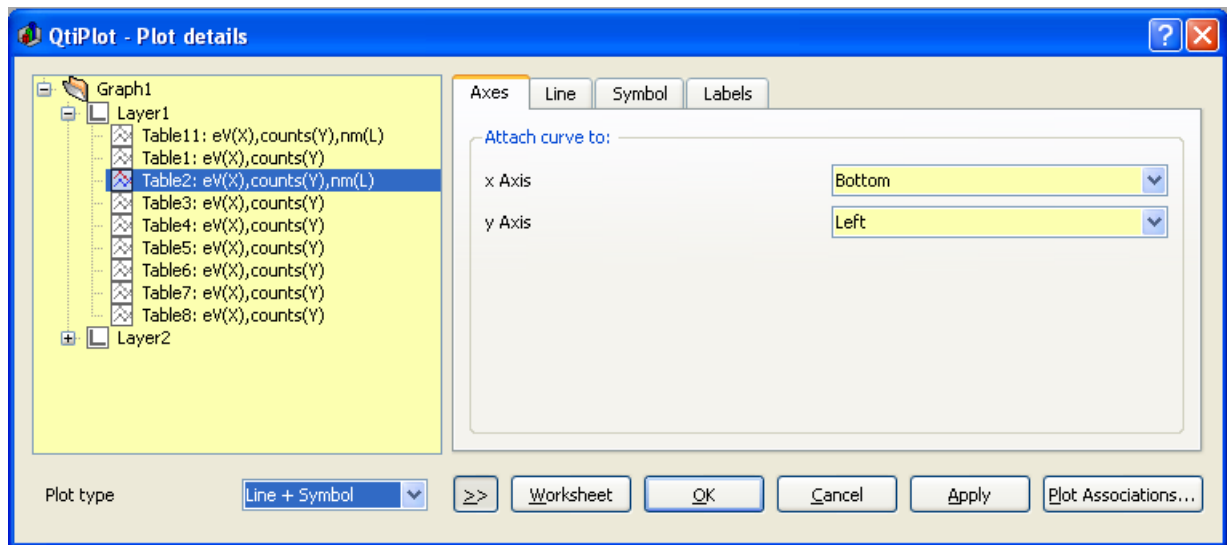 QtiPlot - Plot details
Graph1
Layer1
Table11: eV(X),counts(Y),nm(L)
Table1: eV(X),counts(Y)
Table2: eV(X),counts(Y),nm(L)
Table3: eV(X),counts(Y)
Table4: eV(X),counts(Y)
Table5: eV(X),counts(Y)
Table6: eV(X),counts(Y)
Table7: eV(X),counts(Y)
Table8: eV(X),counts(Y)
Layer2
Axes Line Symbol Labels
Attach curve to:
x Axis Bottom
y Axis Left
Plot type Line + Symbol >> Worksheet OK Cancel Apply Plot Associations...